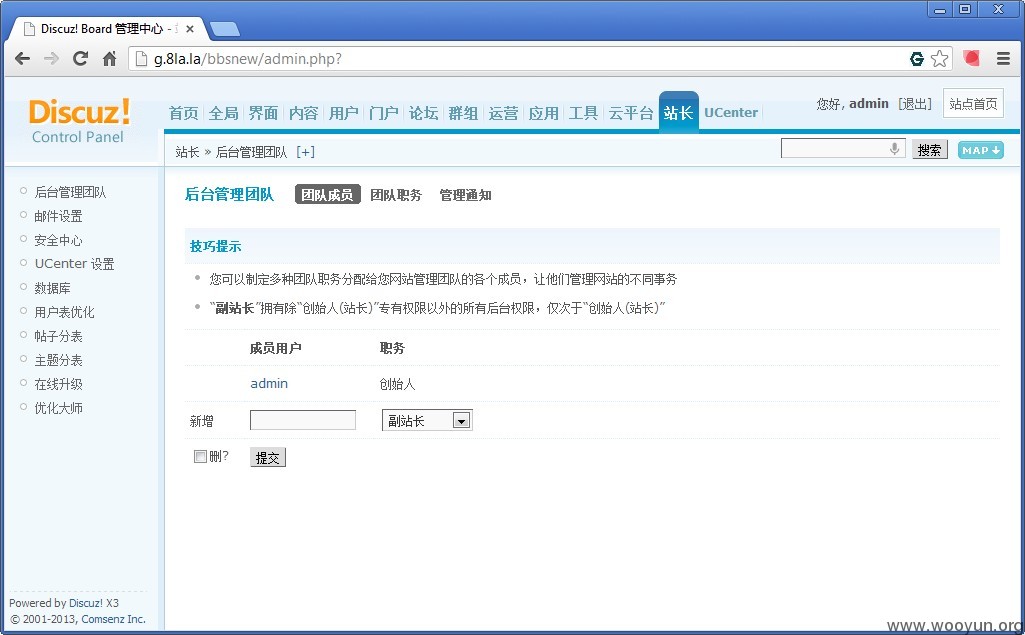 Discuz! Board 管理中心 -
g.8la.la/bbsnew/admin.php?
Discuz!
Control Panel
首页 全局 界面 内容 用户 门户 论坛 群组 运营 应用 工具 云平台 站长 UCenter
您好, admin [退出] 站点首页
站长 » 后台管理团队 [+]
搜索 MAP ↓
后台管理团队
邮件设置
安全中心
UCenter 设置
数据库
用户表优化
帖子分表
主题分表
在线升级
优化大师
后台管理团队 团队成员 团队职务 管理通知
技巧提示
您可以制定多种团队职务分配给您网站管理团队的各个成员，让他们管理网站的不同事务
“副站长”拥有除“创始人(站长)”专有权限以外的所有后台权限，仅次于“创始人(站长)”
成员用户 职务
admin 创始人
新增 副站长
删? 提交
Powered by Discuz! X3
© 2001-2013, Comsenz Inc.
www.wooyun.org